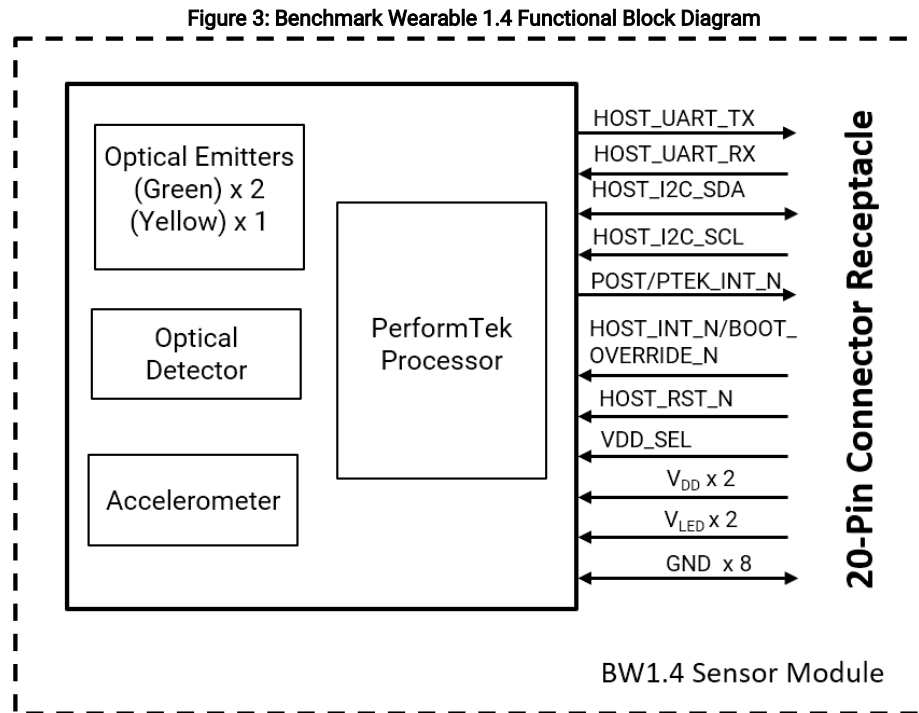 Figure 3: Benchmark Wearable 1.4 Functional Block Diagram
Optical Emitters
(Green) x 2
(Yellow) x 1
Optical
Detector
Accelerometer
PerformTek
Processor
HOST_UART_TX
HOST_UART_RX
HOST_I2C_SDA
HOST_I2C_SCL
POST/PTEK_INT_N
HOST_INT_N/BOOT_
OVERRIDE_N
HOST_RST_N
VDD_SEL
VDD x 2
VLED x 2
GND x 8
20-Pin Connector Receptacle
BW1.4 Sensor Module